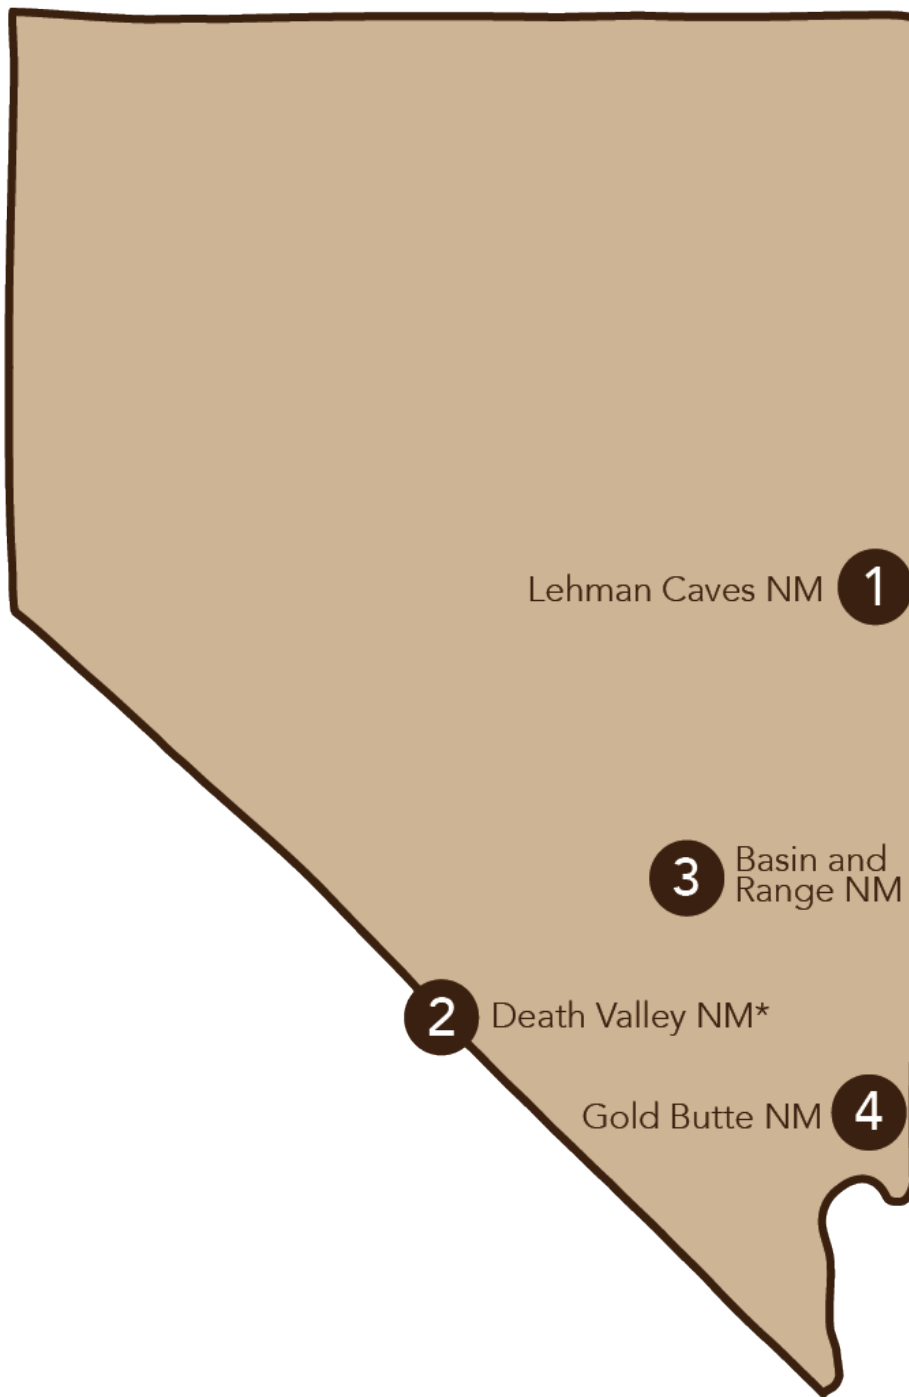 Lehman Caves NM 1
3 Basin and
Range NM
2 Death Valley NM*
Gold Butte NM 4